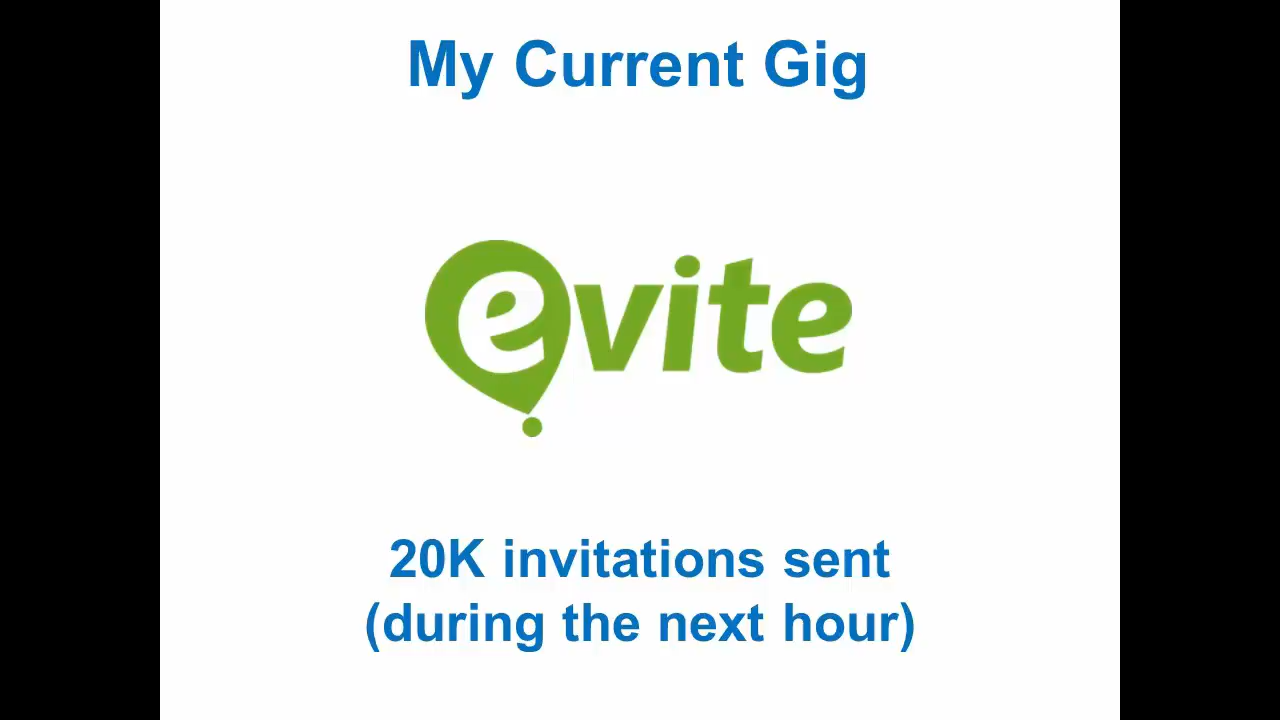 My Current Gig
evite
20K invitations sent
(during the next hour)